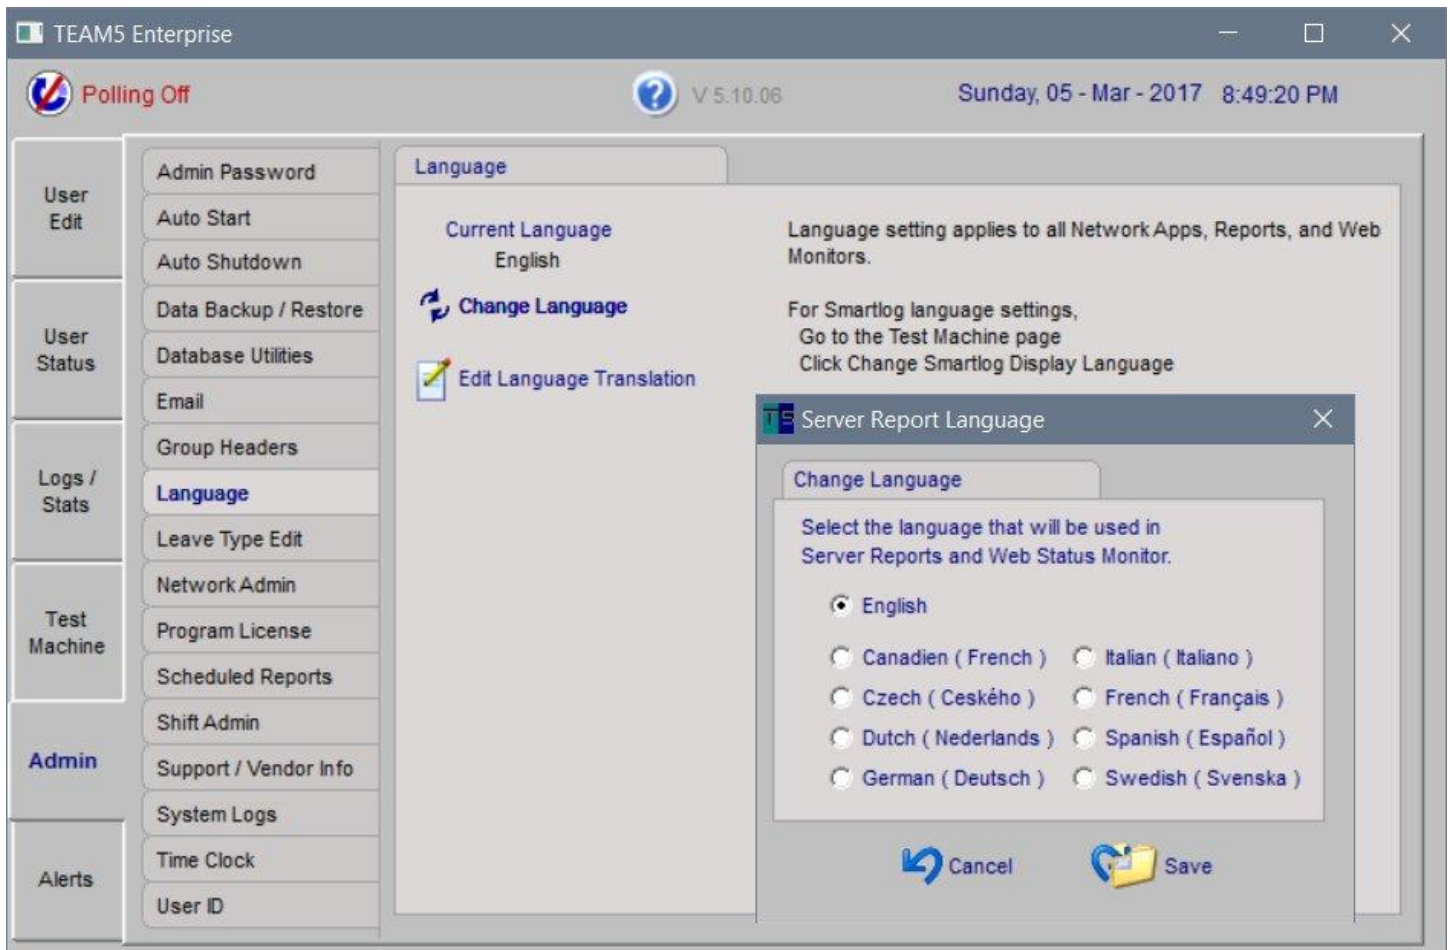 TEAM5 Enterprise
Polling Off
V 5.10.06
Sunday, 05 - Mar - 2017 8:49:20 PM
User
Edit
User
Status
Logs /
Stats
Test
Machine
Admin
Alerts
Admin Password
Auto Start
Auto Shutdown
Data Backup / Restore
Database Utilities
Email
Group Headers
Language
Leave Type Edit
Network Admin
Program License
Scheduled Reports
Shift Admin
Support / Vendor Info
System Logs
Time Clock
User ID
Language
Current Language
English
Change Language
Edit Language Translation
Language setting applies to all Network Apps, Reports, and Web
Monitors.
For Smartlog language settings,
Go to the Test Machine page
Click Change Smartlog Display Language
T5 Server Report Language
Change Language
Select the language that will be used in
Server Reports and Web Status Monitor.
English
Canadien ( French )
Italian ( Italiano )
Czech ( Ceského )
French ( Français )
Dutch ( Nederlands )
Spanish ( Español )
German ( Deutsch )
Swedish ( Svenska )
Cancel
Save